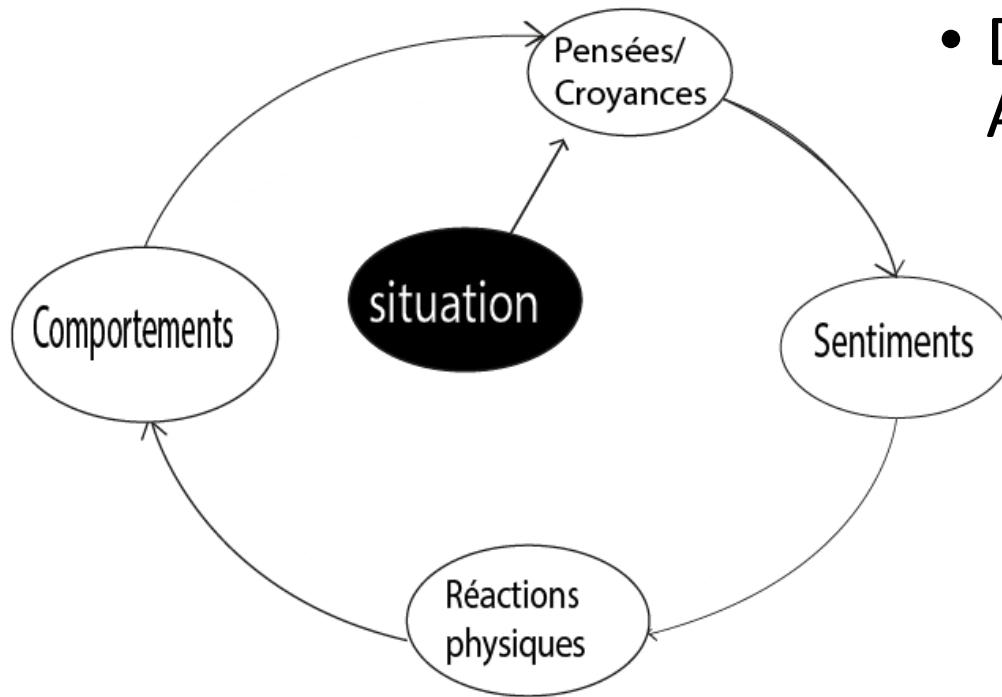 Pensées/
Croyances
situation
Comportements
Sentiments
Réactions
physiques